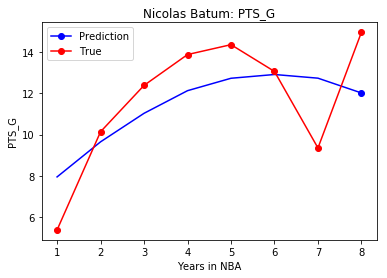 Nicolas Batum: PTS_G
Prediction
True
14
12
10
8
6
PTS_G
1 2 3 4 5 6 7 8
Years in NBA